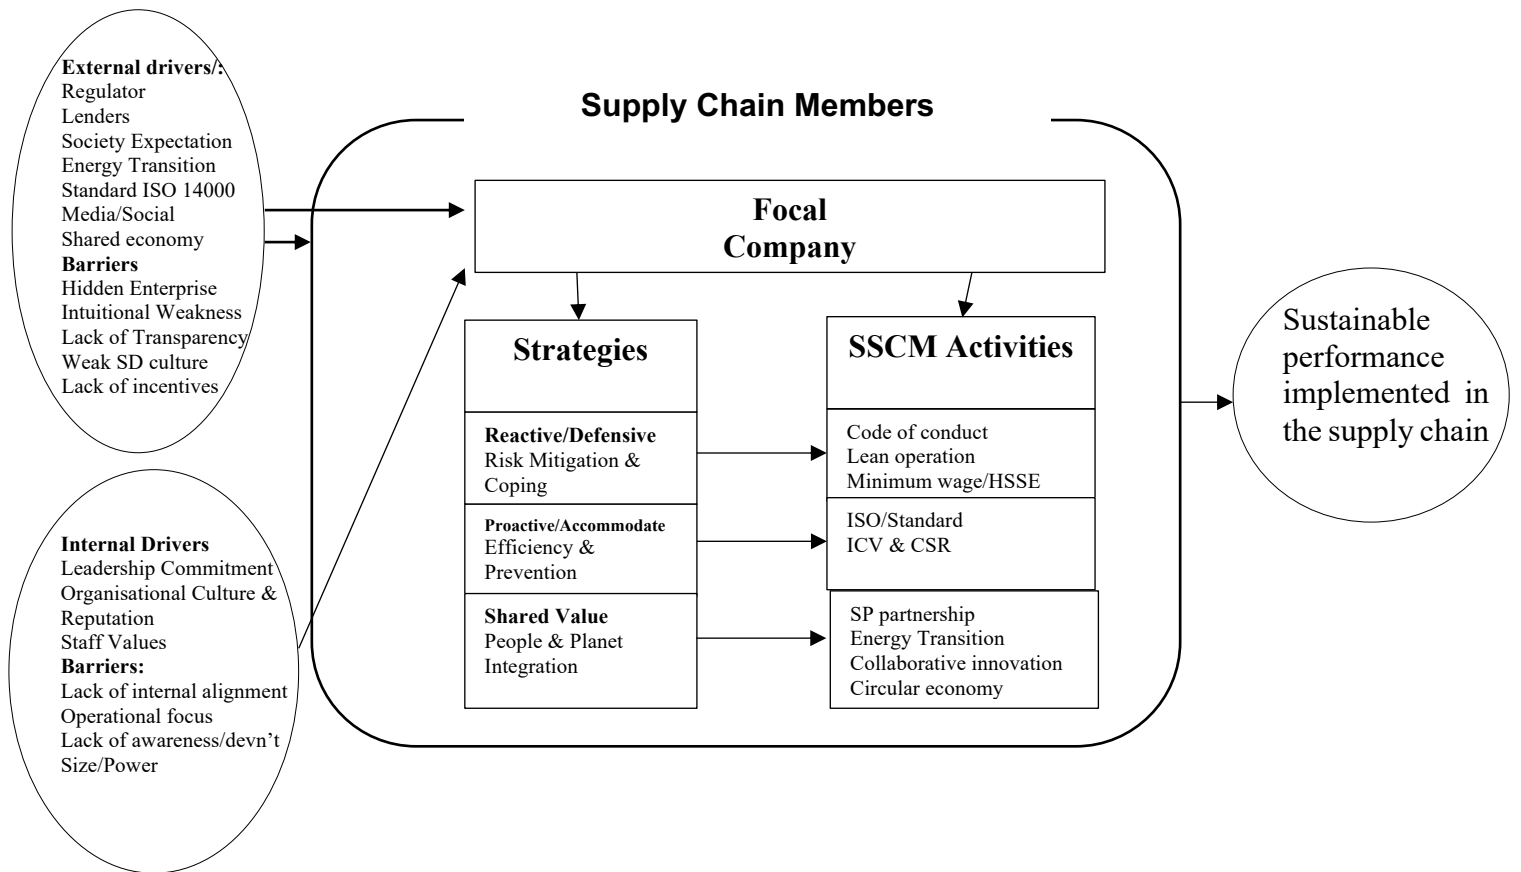 External drivers/:
Regulator
Lenders
Society Expectation
Energy Transition
Standard ISO 14000
Media/Social
Shared economy
Barriers
Hidden Enterprise
Intuitional Weakness
Lack of Transparency
Weak SD culture
Lack of incentives
Internal Drivers
Leadership Commitment
Organisational Culture &
Reputation
Staff Values
Barriers:
Lack of internal alignment
Operational focus
Lack of awareness/devn’t
Size/Power
Supply Chain Members
Focal
Company
Strategies
Reactive/Defensive
Risk Mitigation &
Coping
Proactive/Accommodate
Efficiency &
Prevention
Shared Value
People & Planet
Integration
SSCM Activities
Code of conduct
Lean operation
Minimum wage/HSSE
ISO/Standard
ICV & CSR
SP partnership
Energy Transition
Collaborative innovation
Circular economy
Sustainable
performance
implemented in
the supply chain